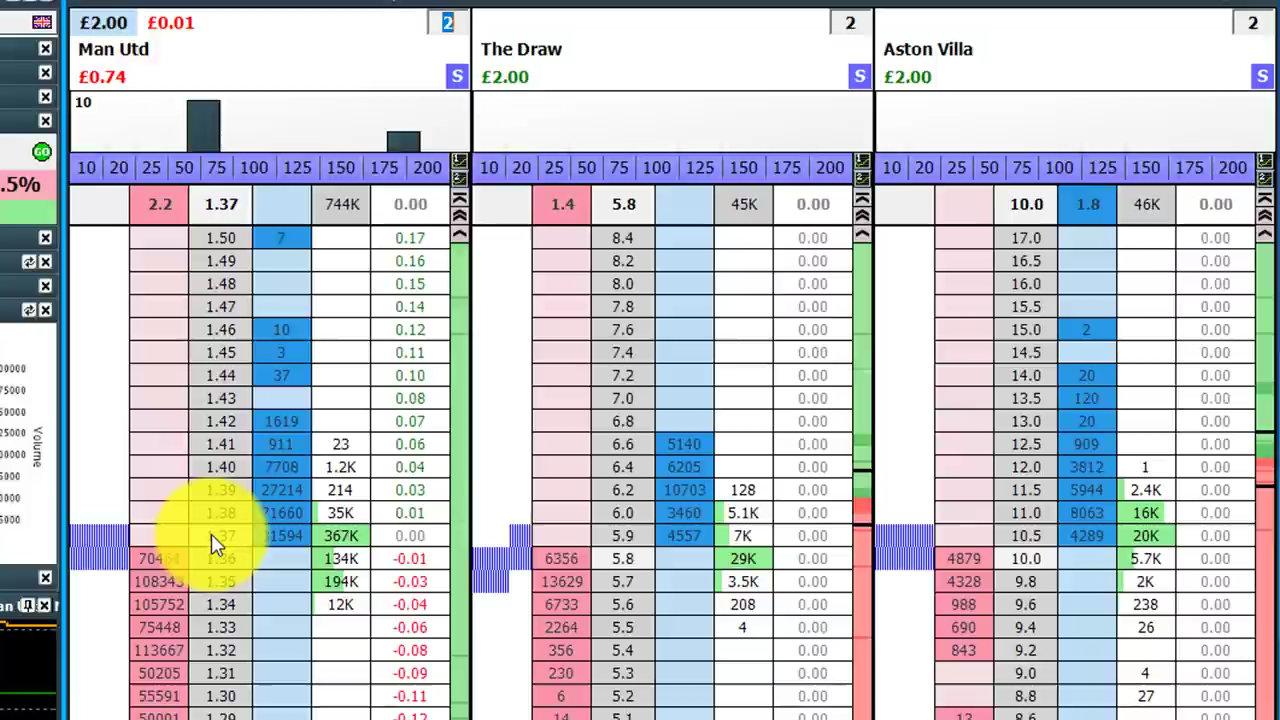 £2.00 £0.01 2 2 2
Man Utd The Draw Aston Villa
£0.74 S £2.00 S £2.00 S
10
GO
10 20 25 50 75 100 125 150 175 200 10 20 25 50 75 100 125 150 175 200 10 20 25 50 75 100 125 150 175 200
.5%
2.2 1.37 744K 0.00 1.4 5.8 45K 0.00 10.0 1.8 46K 0.00
1.50 7 0.17 8.4 0.00 17.0 0.00
1.49 0.16 8.2 0.00 16.5 0.00
1.48 0.15 8.0 0.00 16.0 0.00
1.47 0.14 7.8 0.00 15.5 0.00
1.46 10 0.12 7.6 0.00 15.0 2 0.00
1.45 3 0.11 7.4 0.00 14.5 0.00
1.44 37 0.10 7.2 0.00 14.0 20 0.00
1.43 0.08 7.0 0.00 13.5 120 0.00
1.42 1619 0.07 6.8 0.00 13.0 20 0.00
1.41 911 23 0.06 6.6 5140 0.00 12.5 909 0.00
1.40 7708 1.2K 0.04 6.4 6205 0.00 12.0 3812 1 0.00
1.39 27214 214 0.03 6.2 10703 128 0.00 11.5 5944 2.4K 0.00
1.38 71660 35K 0.01 6.0 3460 5.1K 0.00 11.0 8063 16K 0.00
367K 0.00 5.9 4557 7K 0.00 10.5 4289 20K 0.00
1.36 134K -0.01 6356 5.8 29K 0.00 4879 10.0 5.7K 0.00
108343 1.35 194K -0.03 13629 5.7 3.5K 0.00 4328 9.8 2K 0.00
105752 1.34 12K -0.04 6733 5.6 208 0.00 988 9.6 238 0.00
75448 1.33 -0.06 2264 5.5 4 0.00 690 9.4 26 0.00
113667 1.32 -0.08 356 5.4 0.00 843 9.2 0.00
50205 1.31 -0.09 230 5.3 0.00 9.0 4 0.00
55591 1.30 -0.11 6 5.2 0.00 8.8 27 0.00
Volume